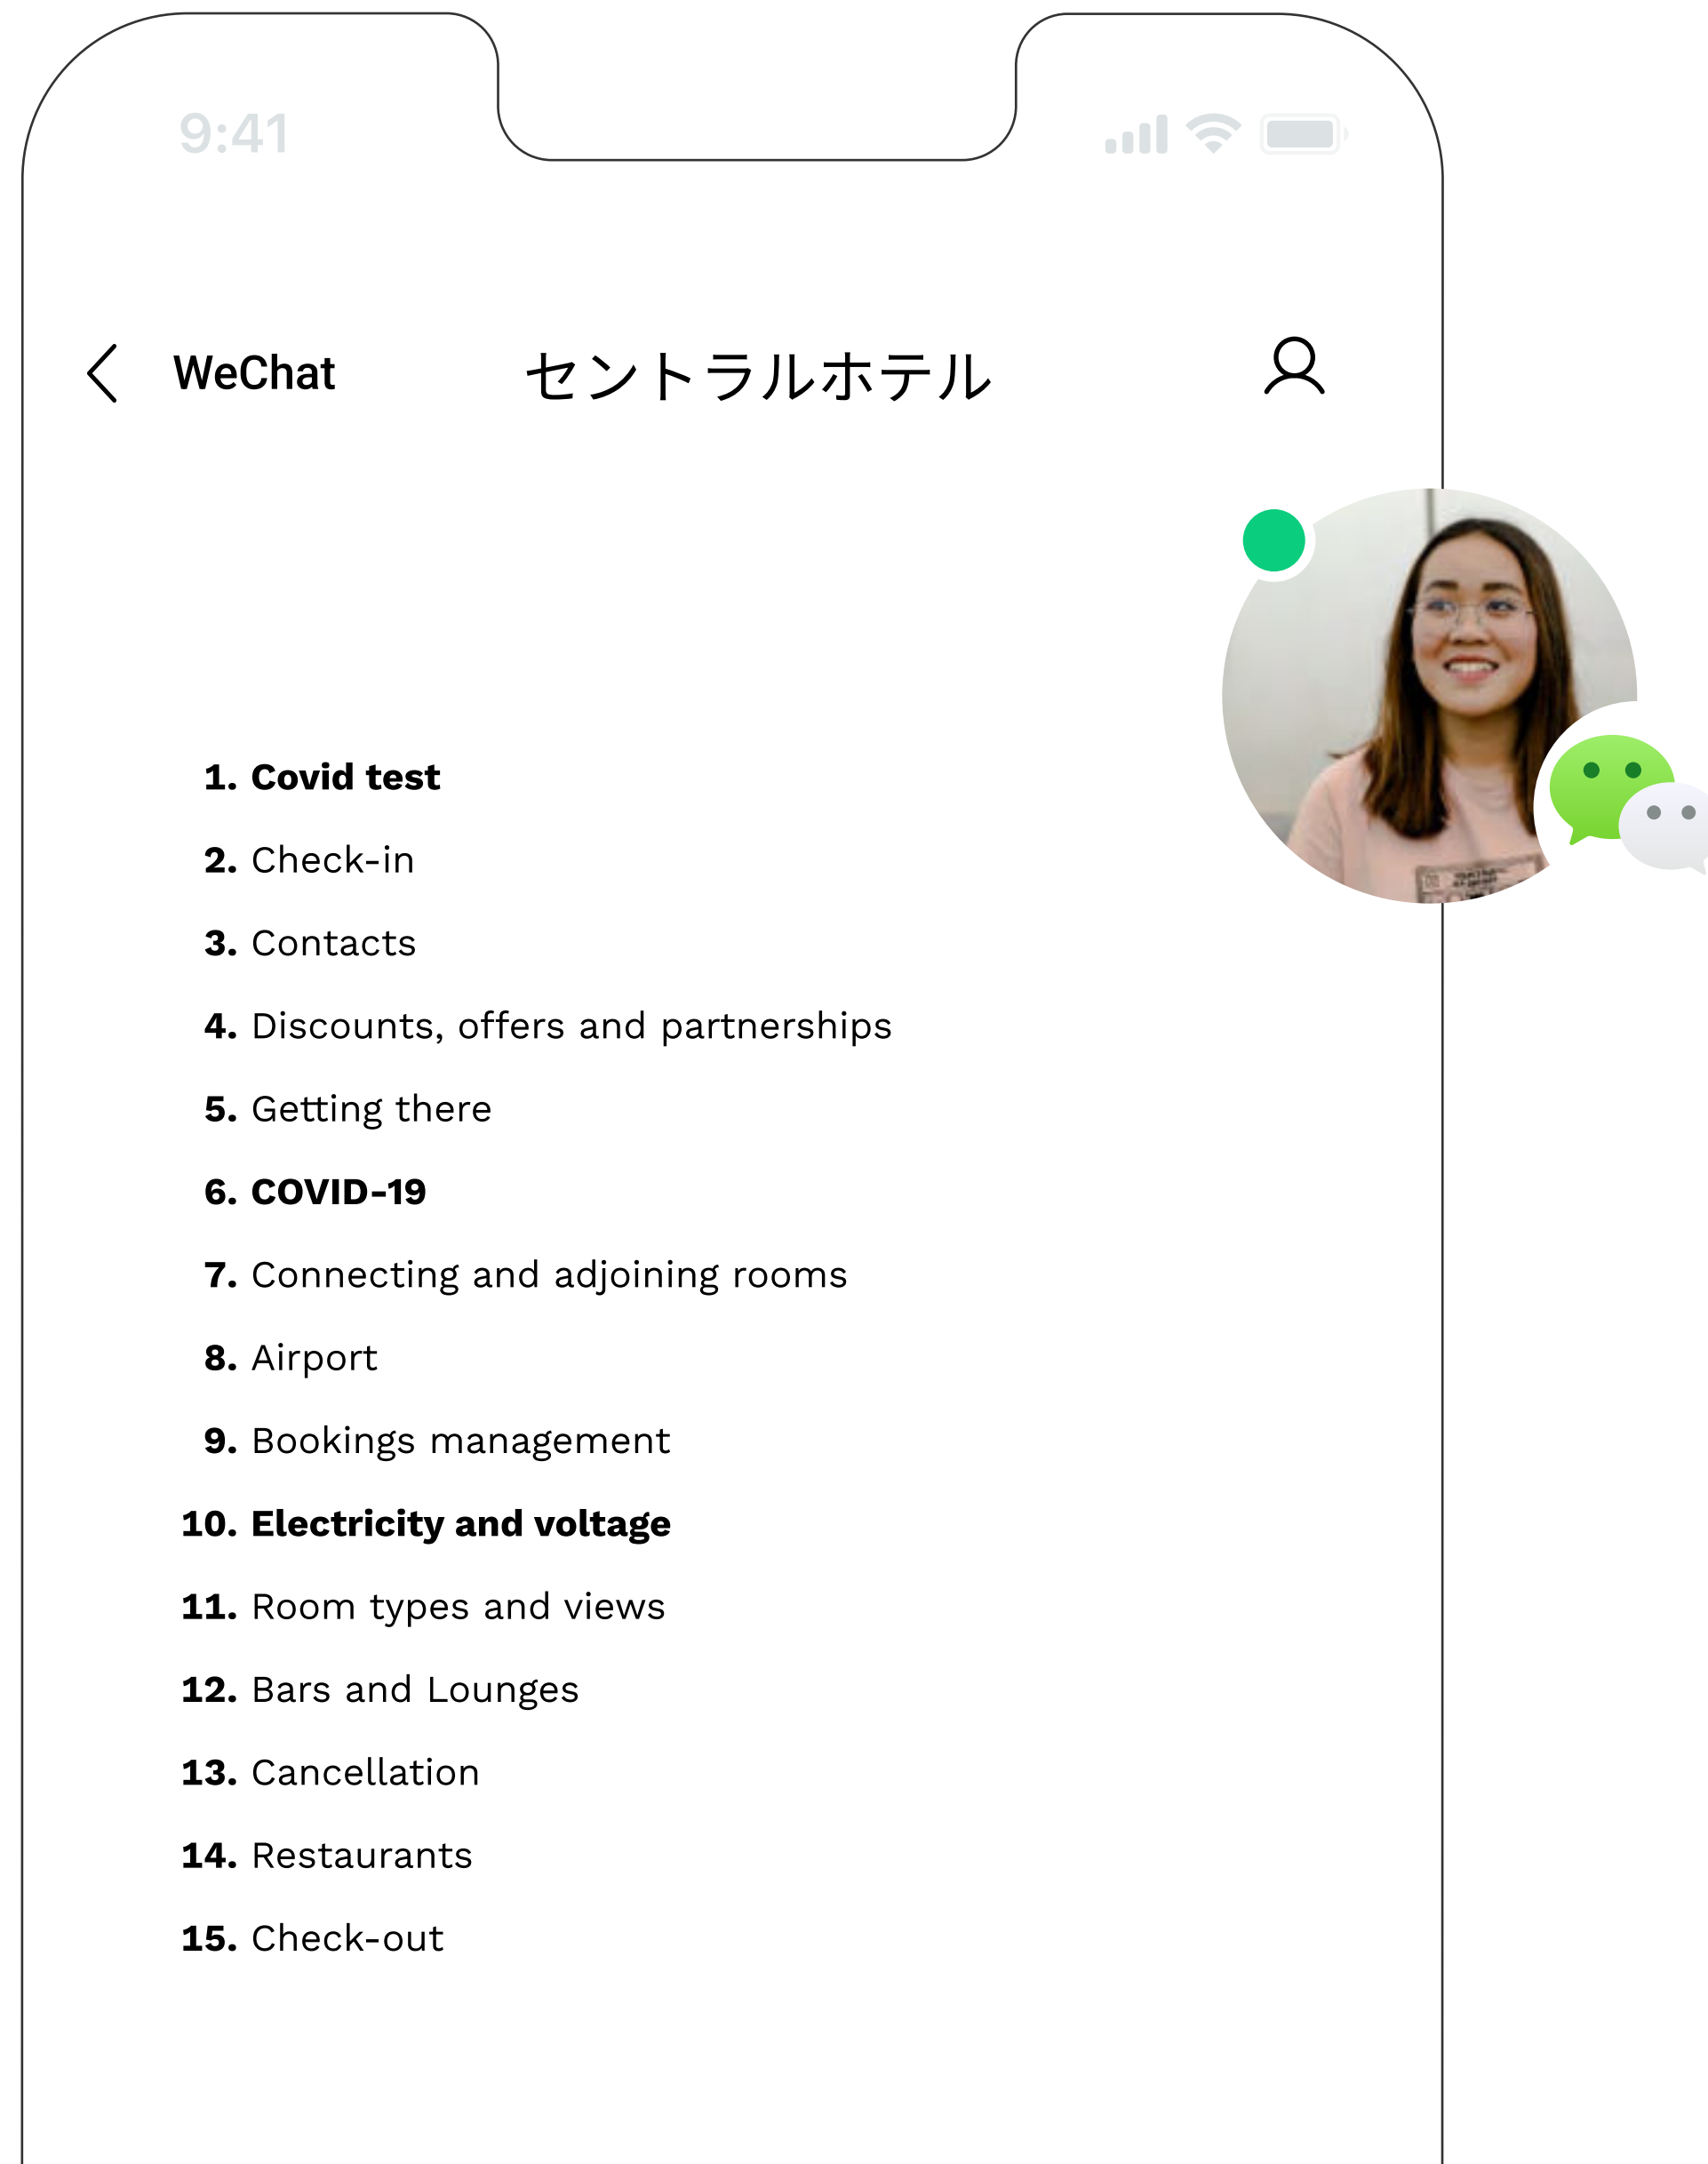 9:41
WeChat セントラルホテル
1. Covid test
2. Check-in
3. Contacts
4. Discounts, offers and partnerships
5. Getting there
6. COVID-19
7. Connecting and adjoining rooms
8. Airport
9. Bookings management
10. Electricity and voltage
11. Room types and views
12. Bars and Lounges
13. Cancellation
14. Restaurants
15. Check-out